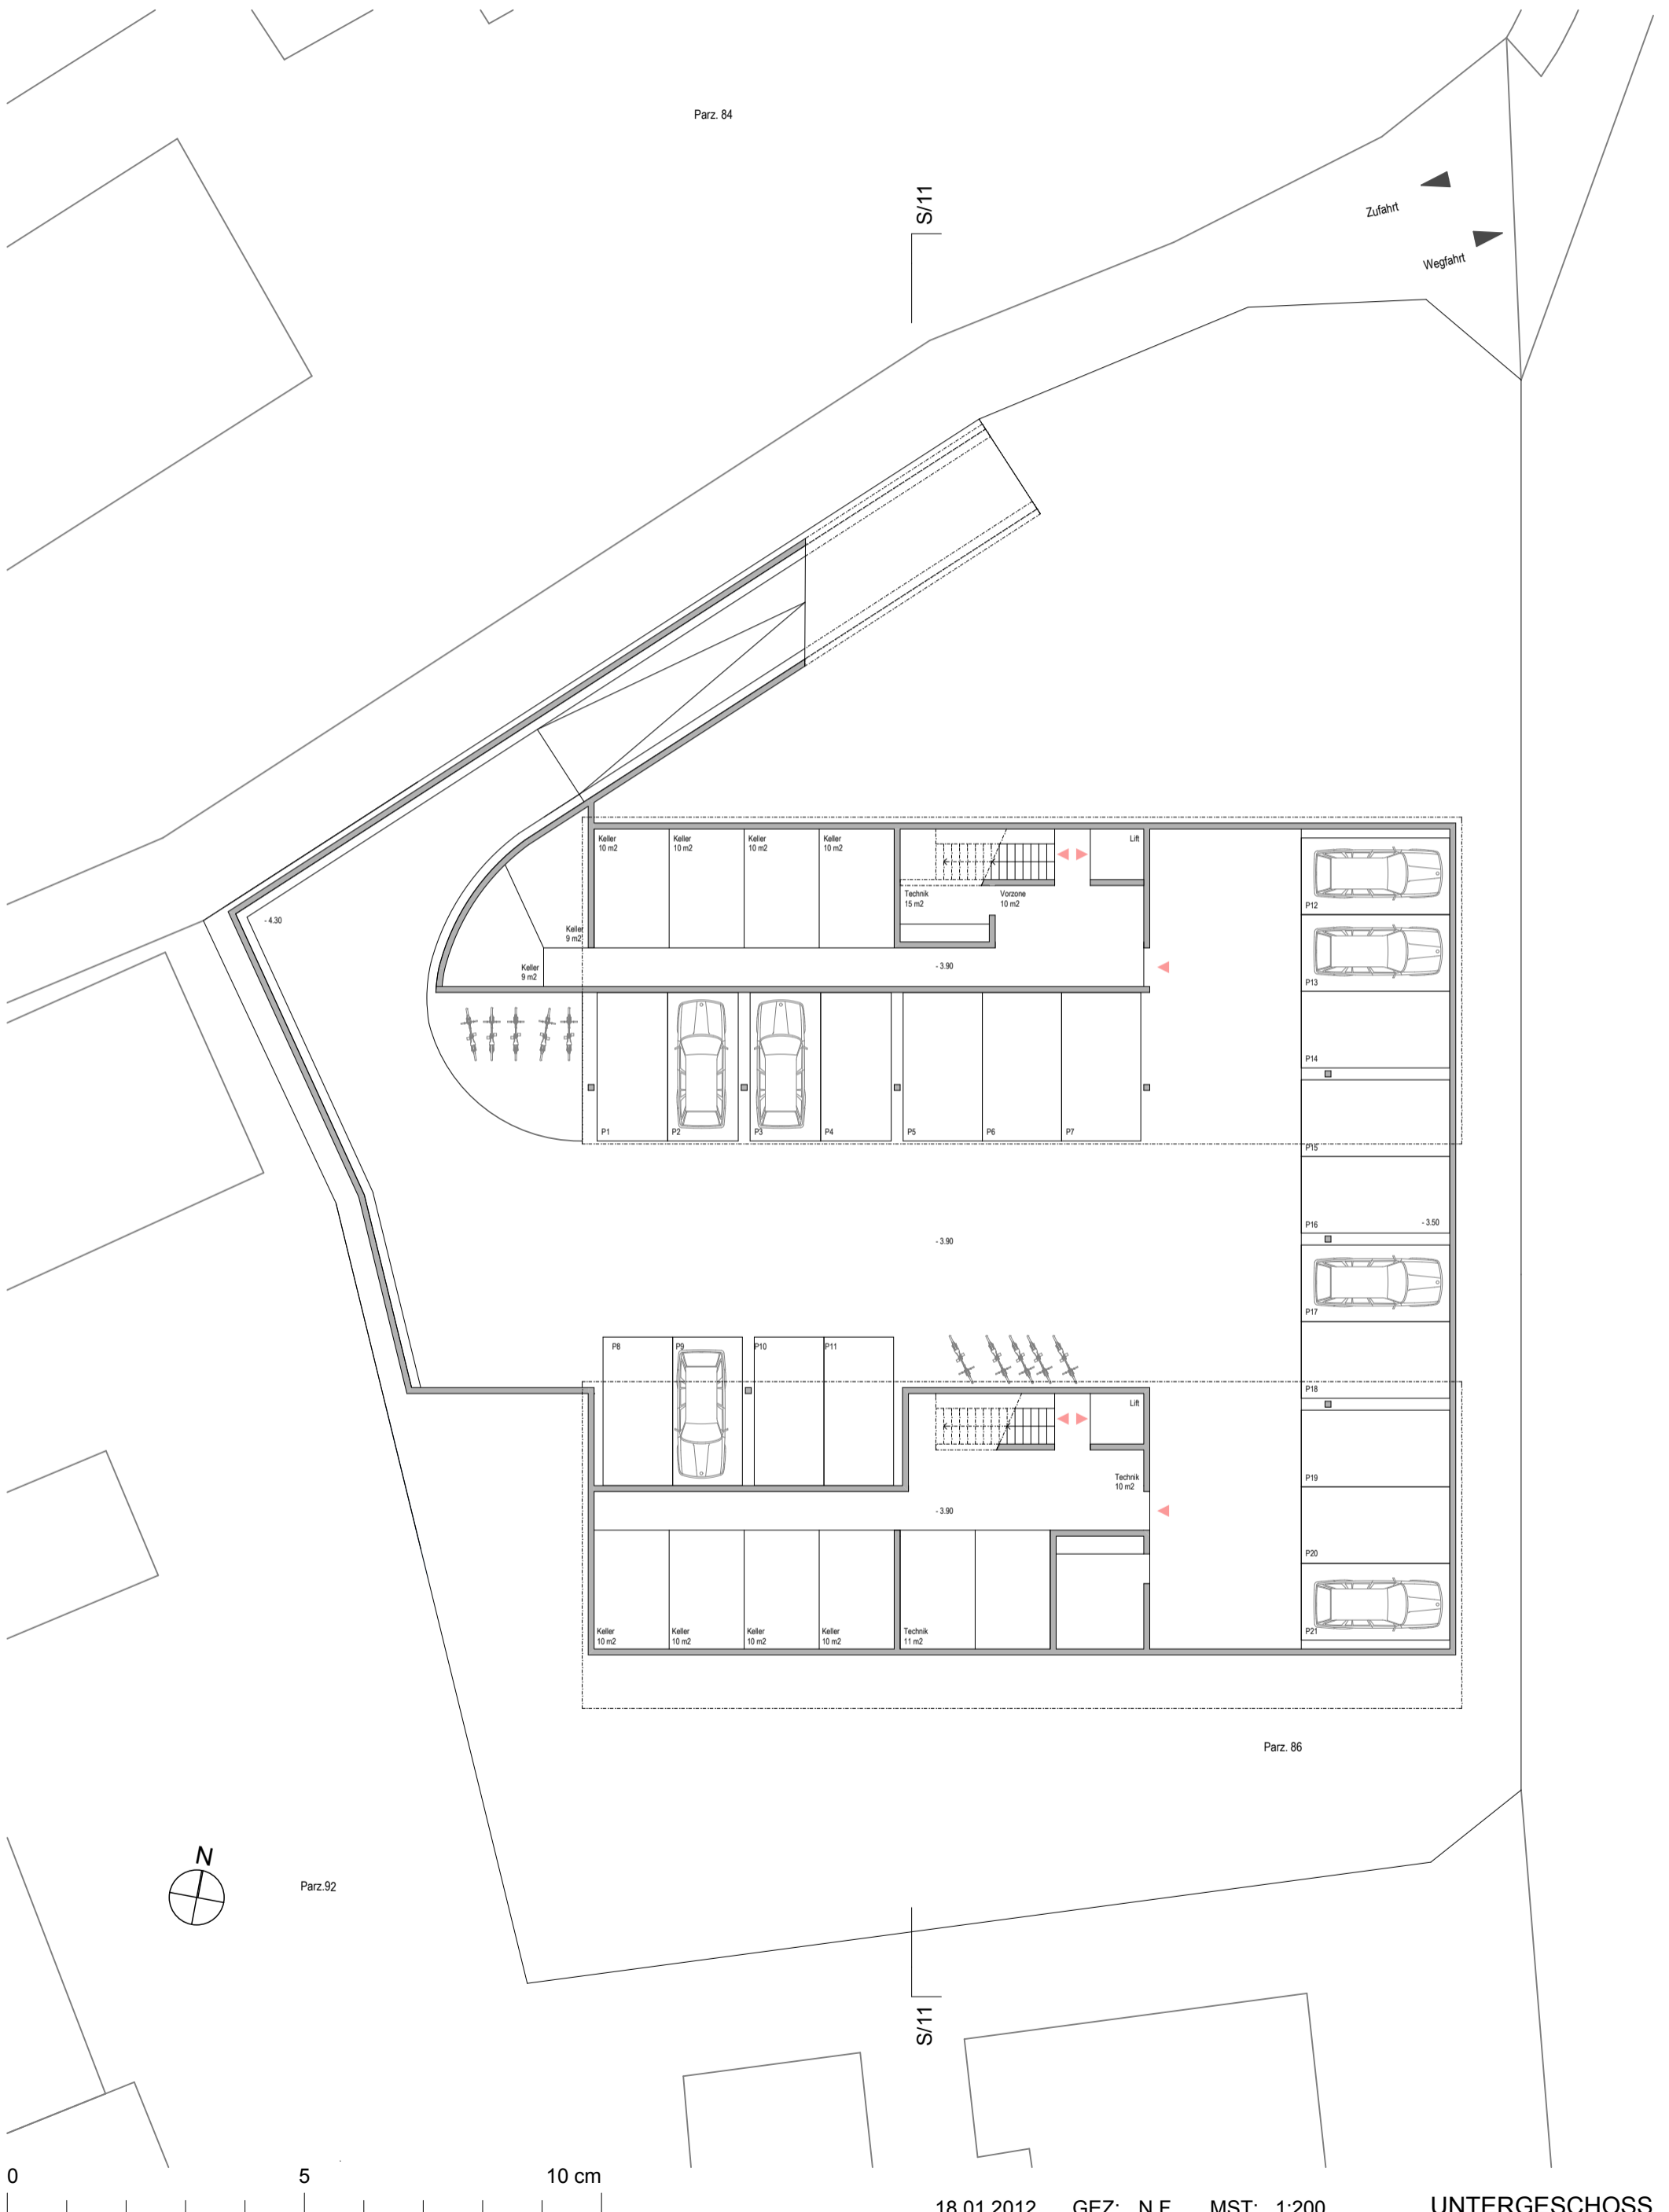 Parz. 84
S/11
Zufahrt
Wegfahrt
Keller
10 m2
Keller
10 m2
Keller
10 m2
Keller
10 m2
Lift
Technik
15 m2
Vorzone
10 m2
P12
- 4.30
Keller
9 m2
Keller
9 m2
- 3.90
P13
P14
P1
P2
P3
P4
P5
P6
P7
P15
P16
- 3.50
- 3.90
P17
P8
P9
P10
P11
P18
Lift
Technik
10 m2
P19
- 3.90
P20
Keller
10 m2
Keller
10 m2
Keller
10 m2
Keller
10 m2
Technik
11 m2
P21
Parz. 86
N
Parz.92
S/11
0 5 10 cm
18.01.2012 GEZ: N.F. MST: 1:200 UNTERGESCHOSS